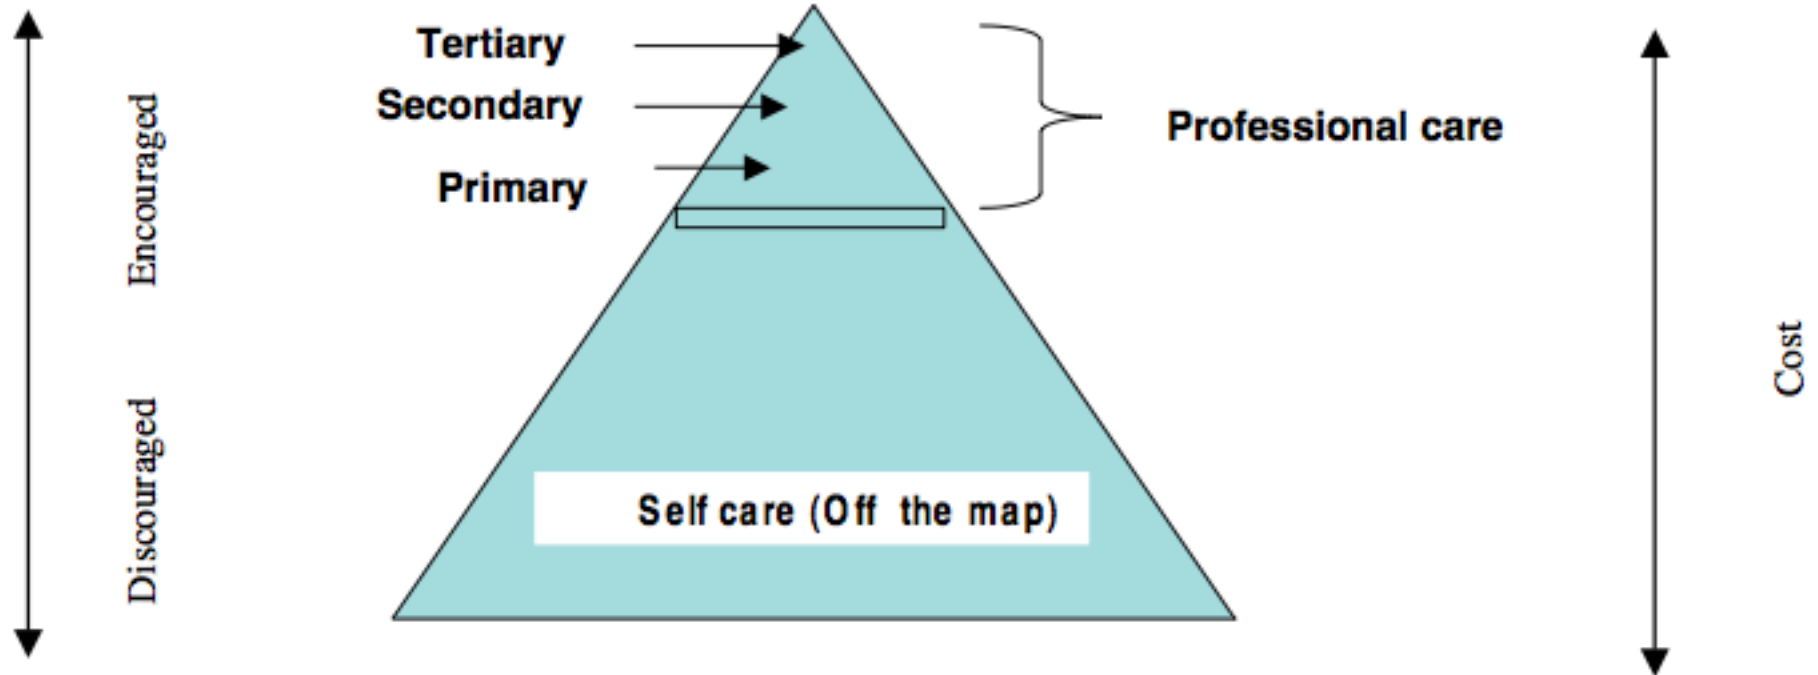 Tertiary
Secondary
Primary
Professional care
Encouraged
Discouraged
Cost
Self care (Off the map)